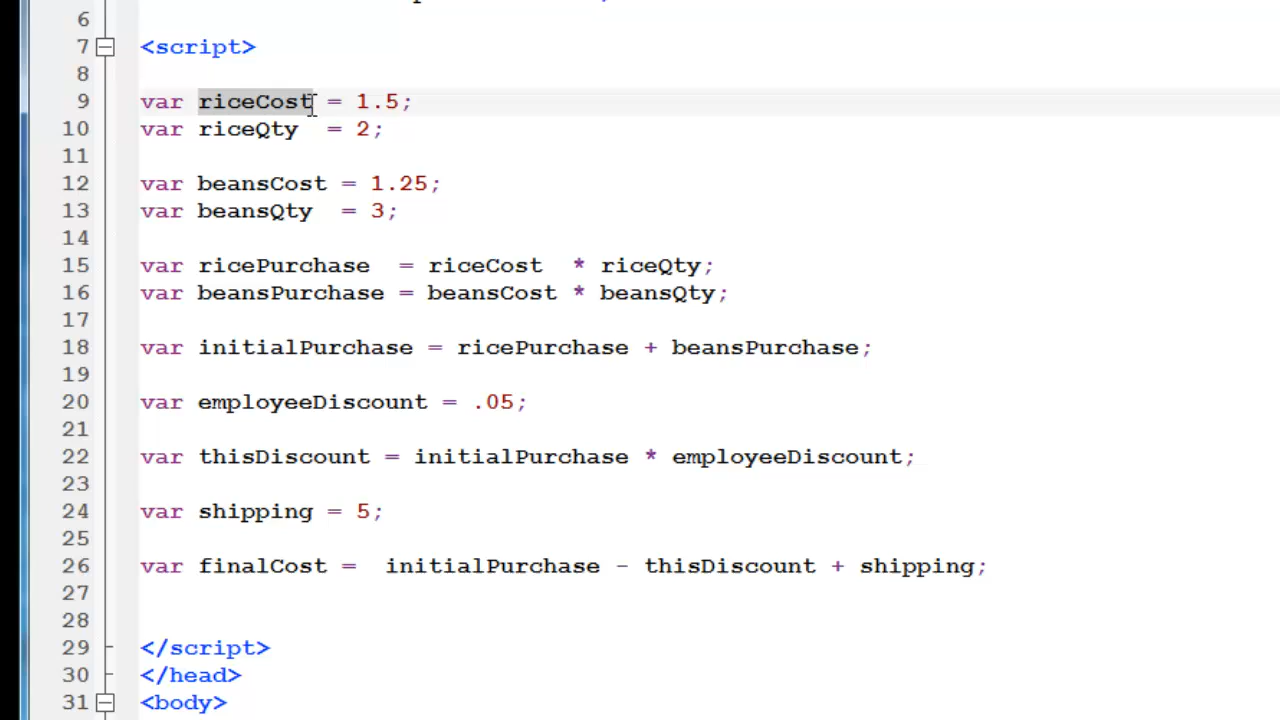 6
7 <script>
8
9 var riceCost = 1.5;
10 var riceQty  = 2;
11
12 var beansCost = 1.25;
13 var beansQty  = 3;
14
15 var ricePurchase  = riceCost  * riceQty;
16 var beansPurchase = beansCost * beansQty;
17
18 var initialPurchase = ricePurchase + beansPurchase;
19
20 var employeeDiscount = .05;
21
22 var thisDiscount = initialPurchase * employeeDiscount;
23
24 var shipping = 5;
25
26 var finalCost =  initialPurchase - thisDiscount + shipping;
27
28
29 </script>
30 </head>
31 <body>